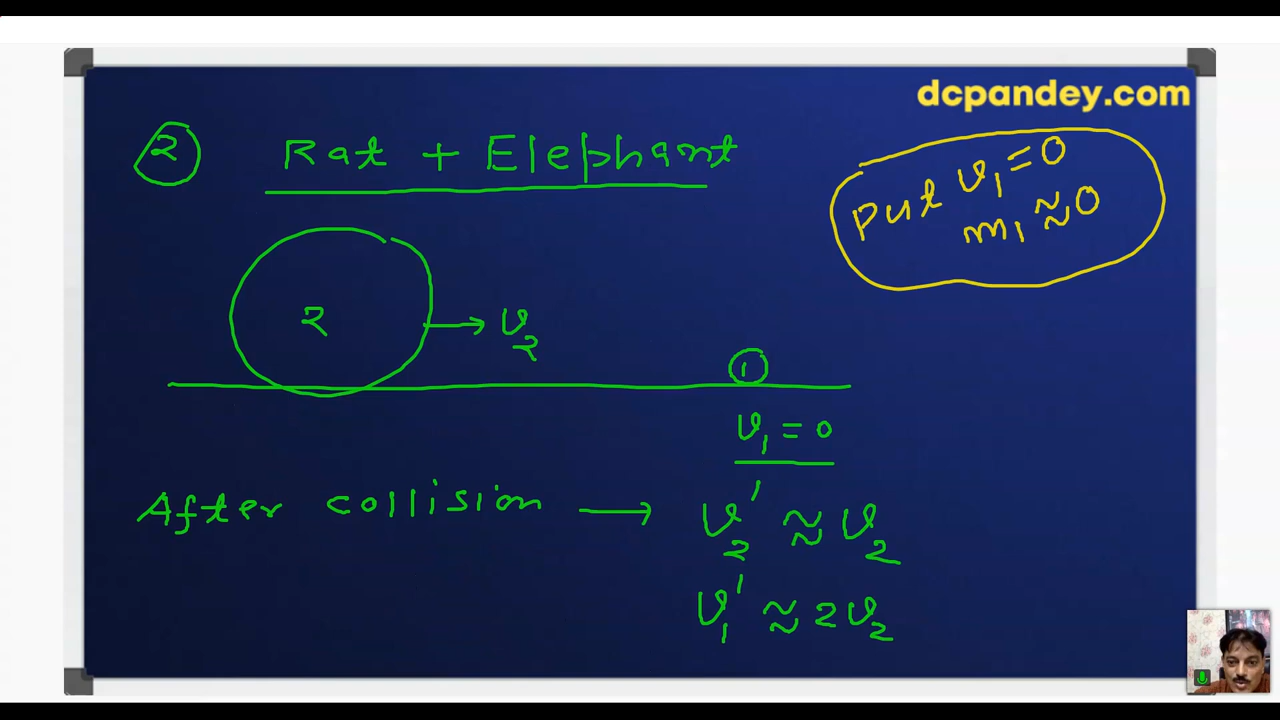 dcpandey.com
② Rat + Elephant
Put v₁ = 0
m₁ ≈ 0
2 → v₂
①
v₁ = 0
After collision → v₂' ≈ v₂
v₁' ≈ 2v₂